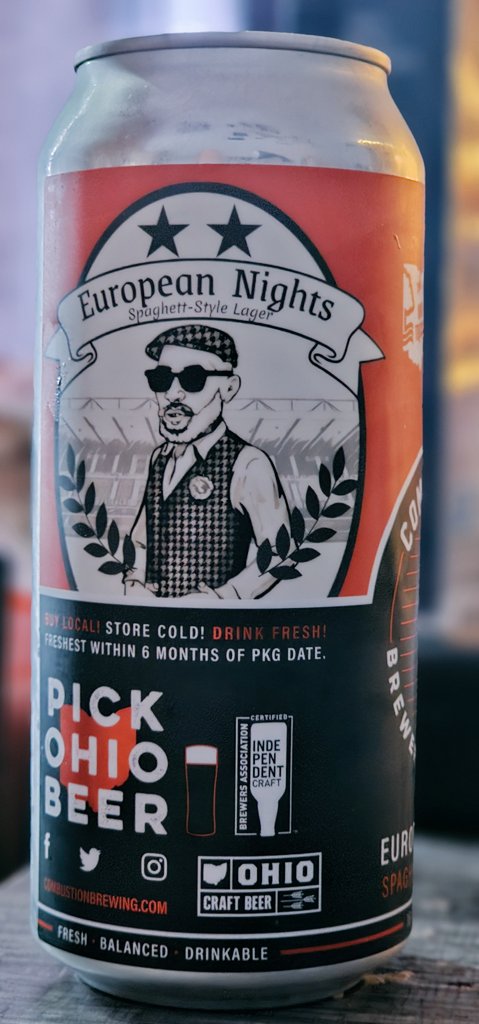 European Nights
Spaghett-Style Lager
BUY LOCAL! STORE COLD! DRINK FRESH!
FRESHEST WITHIN 6 MONTHS OF PKG DATE.
PICK
OHIO
BEER
CERTIFIED
BREWERS ASSOCIATION
INDE
PEN
DENT
CRAFT
OHIO
CRAFT BEER
COMBUSTIONBREWING.COM
FRESH · BALANCED · DRINKABLE
COM
BREWE
EURO
SPAG